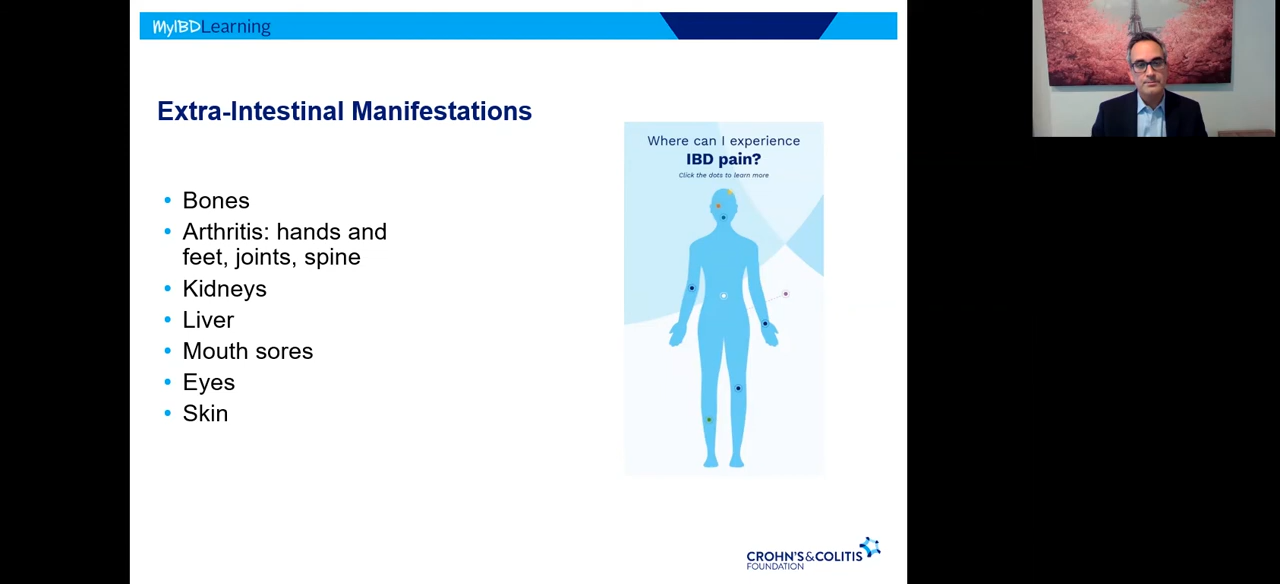 MyIBDLearning
Extra-Intestinal Manifestations
• Bones
• Arthritis: hands and
feet, joints, spine
• Kidneys
• Liver
• Mouth sores
• Eyes
• Skin
Where can I experience
IBD pain?
Click the dots to learn more
CROHN'S & COLITIS
FOUNDATION